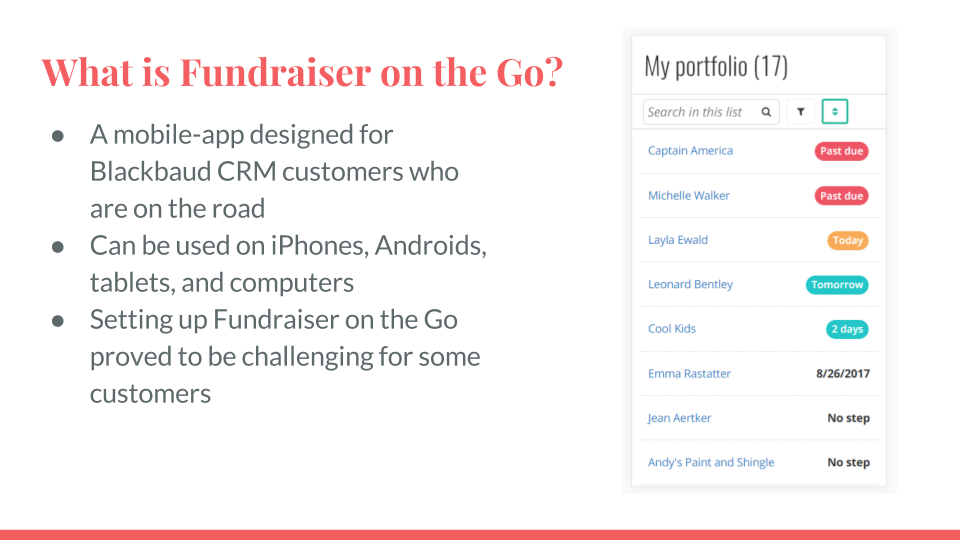 What is Fundraiser on the Go?
● A mobile-app designed for
Blackbaud CRM customers who
are on the road
● Can be used on iPhones, Androids,
tablets, and computers
● Setting up Fundraiser on the Go
proved to be challenging for some
customers
My portfolio (17)
Search in this list
Captain America Past due
Michelle Walker Past due
Layla Ewald Today
Leonard Bentley Tomorrow
Cool Kids 2 days
Emma Rastatter 8/26/2017
Jean Aertker No step
Andy's Paint and Shingle No step